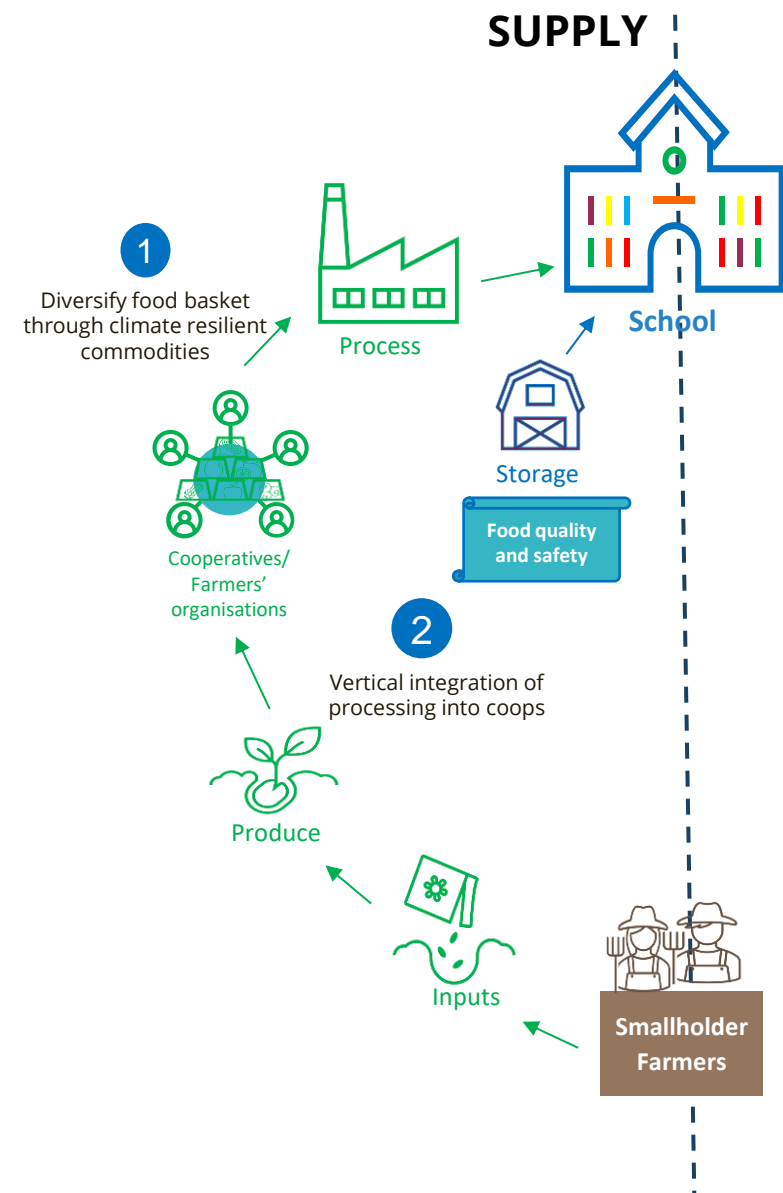 SUPPLY
1
Diversify food basket
through climate resilient
commodities
Process
School
Storage
Food quality
and safety
Cooperatives/
Farmers’
organisations
2
Vertical integration of
processing into coops
Produce
Inputs
Smallholder
Farmers